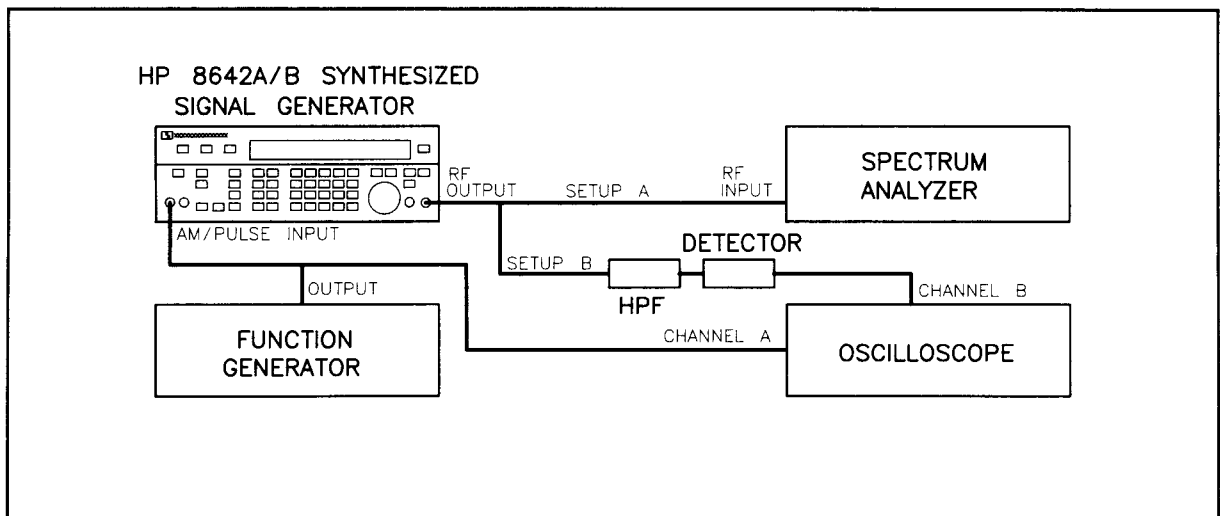 HP 8642A/B SYNTHESIZED
SIGNAL GENERATOR
RF
OUTPUT
SETUP A
RF
INPUT
SPECTRUM
ANALYZER
AM/PULSE INPUT
DETECTOR
SETUP B
HPF
OUTPUT
CHANNEL B
FUNCTION
GENERATOR
CHANNEL A
OSCILLOSCOPE